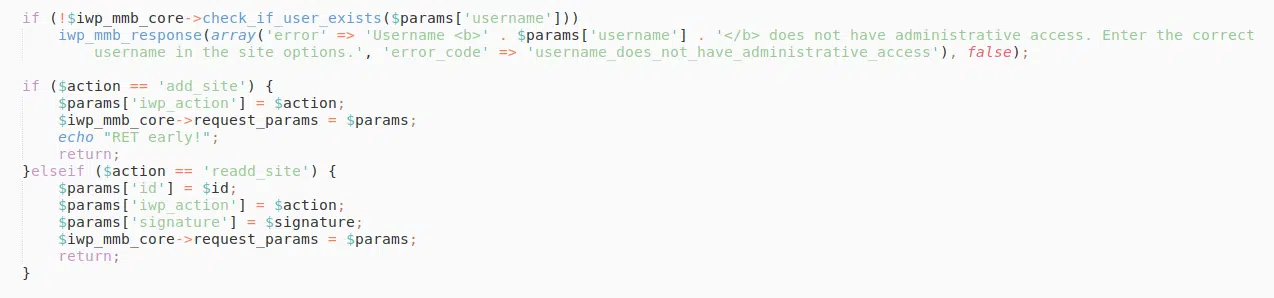 if (!$iwp_mmb_core->check_if_user_exists($params['username']))
    iwp_mmb_response(array('error' => 'Username <b>' . $params['username'] . '</b> does not have administrative access. Enter the correct
        username in the site options.', 'error_code' => 'username_does_not_have_administrative_access'), false);

if ($action == 'add_site') {
    $params['iwp_action'] = $action;
    $iwp_mmb_core->request_params = $params;
    echo "RET early!";
    return;
}elseif ($action == 'readd_site') {
    $params['id'] = $id;
    $params['iwp_action'] = $action;
    $params['signature'] = $signature;
    $iwp_mmb_core->request_params = $params;
    return;
}